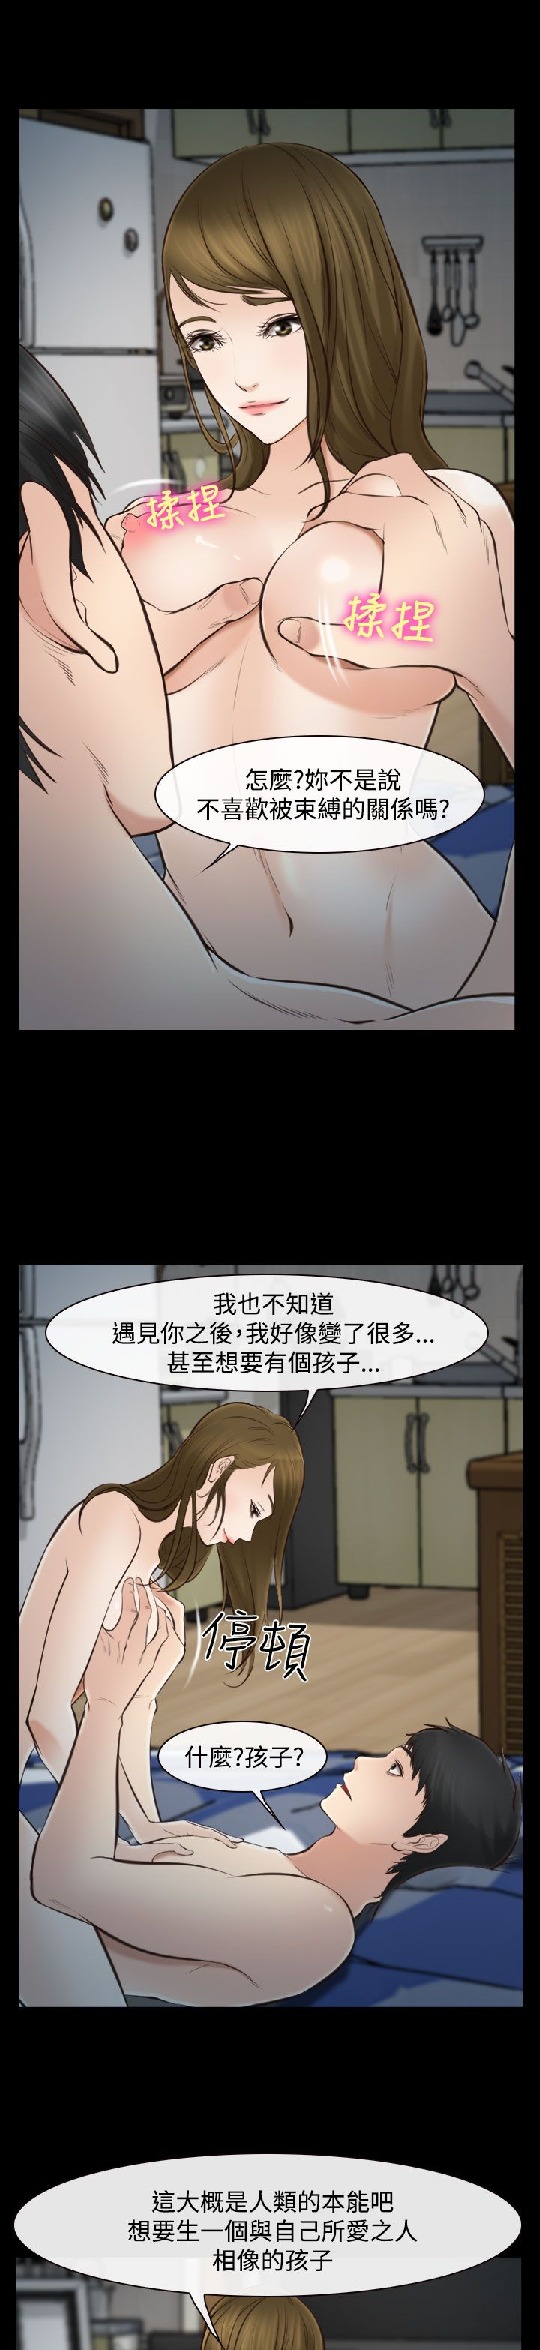 揉捏
揉捏
怎麼?妳不是說
不喜歡被束縛的關係嗎?
我也不知道
遇見你之後,我好像變了很多...
甚至想要有個孩子...
停頓
什麼?孩子?
這大概是人類的本能吧
想要生一個與自己所愛之人
相像的孩子